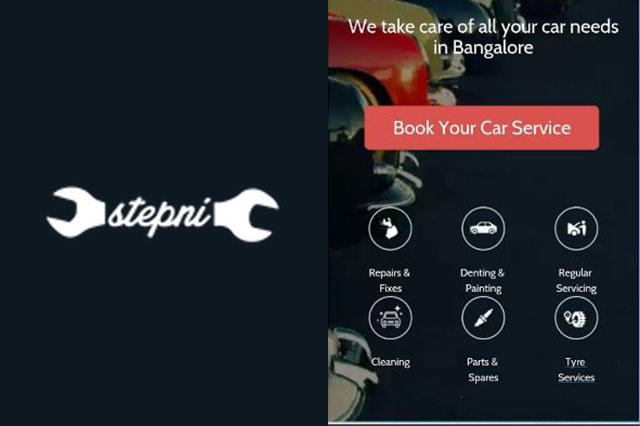 stepni
We take care of all your car needs
in Bangalore
Book Your Car Service
Repairs &
Fixes
Denting &
Painting
Regular
Servicing
Cleaning
Parts &
Spares
Tyre
Services